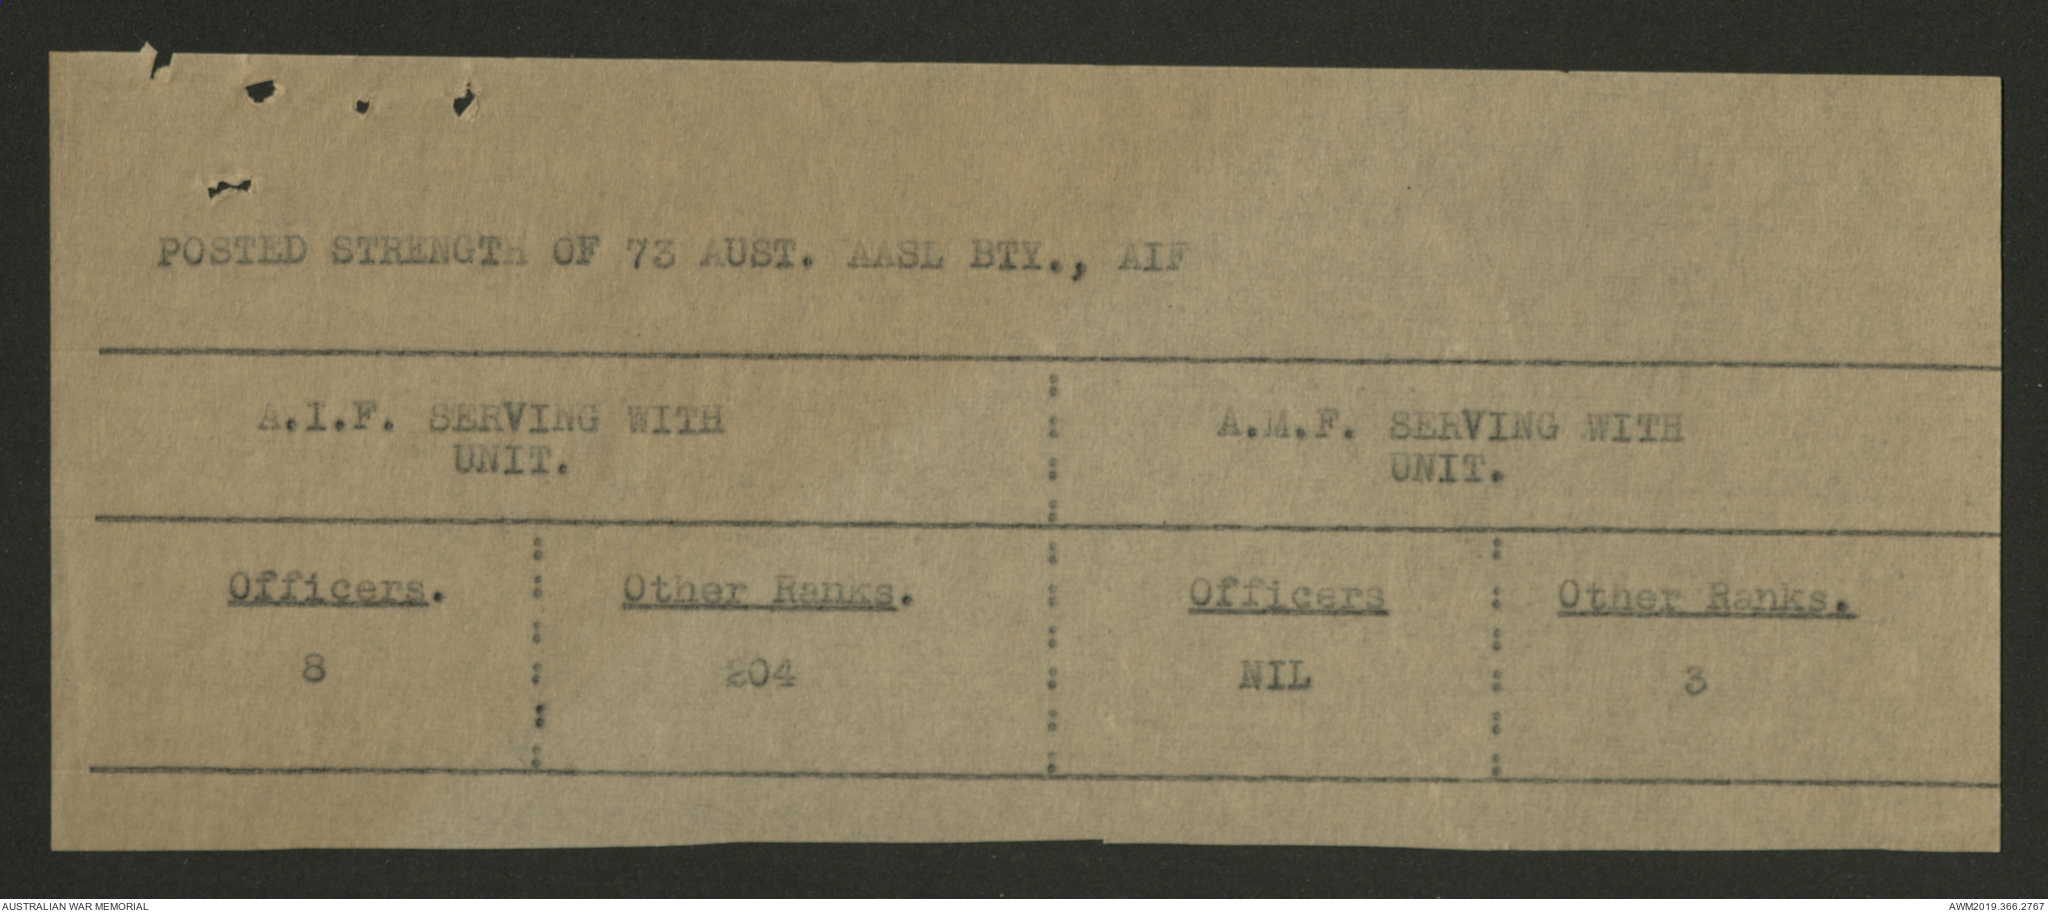 POSTED STRENGTH OF 73 AUST. AASL BTY., AIF
A.I.F. SERVING WITH
UNIT.
A.M.F. SERVING WITH
UNIT.
Officers. Other Ranks. Officers Other Ranks.
8 204 NIL 3
AUSTRALIAN WAR MEMORIAL AWM2019.366.2767